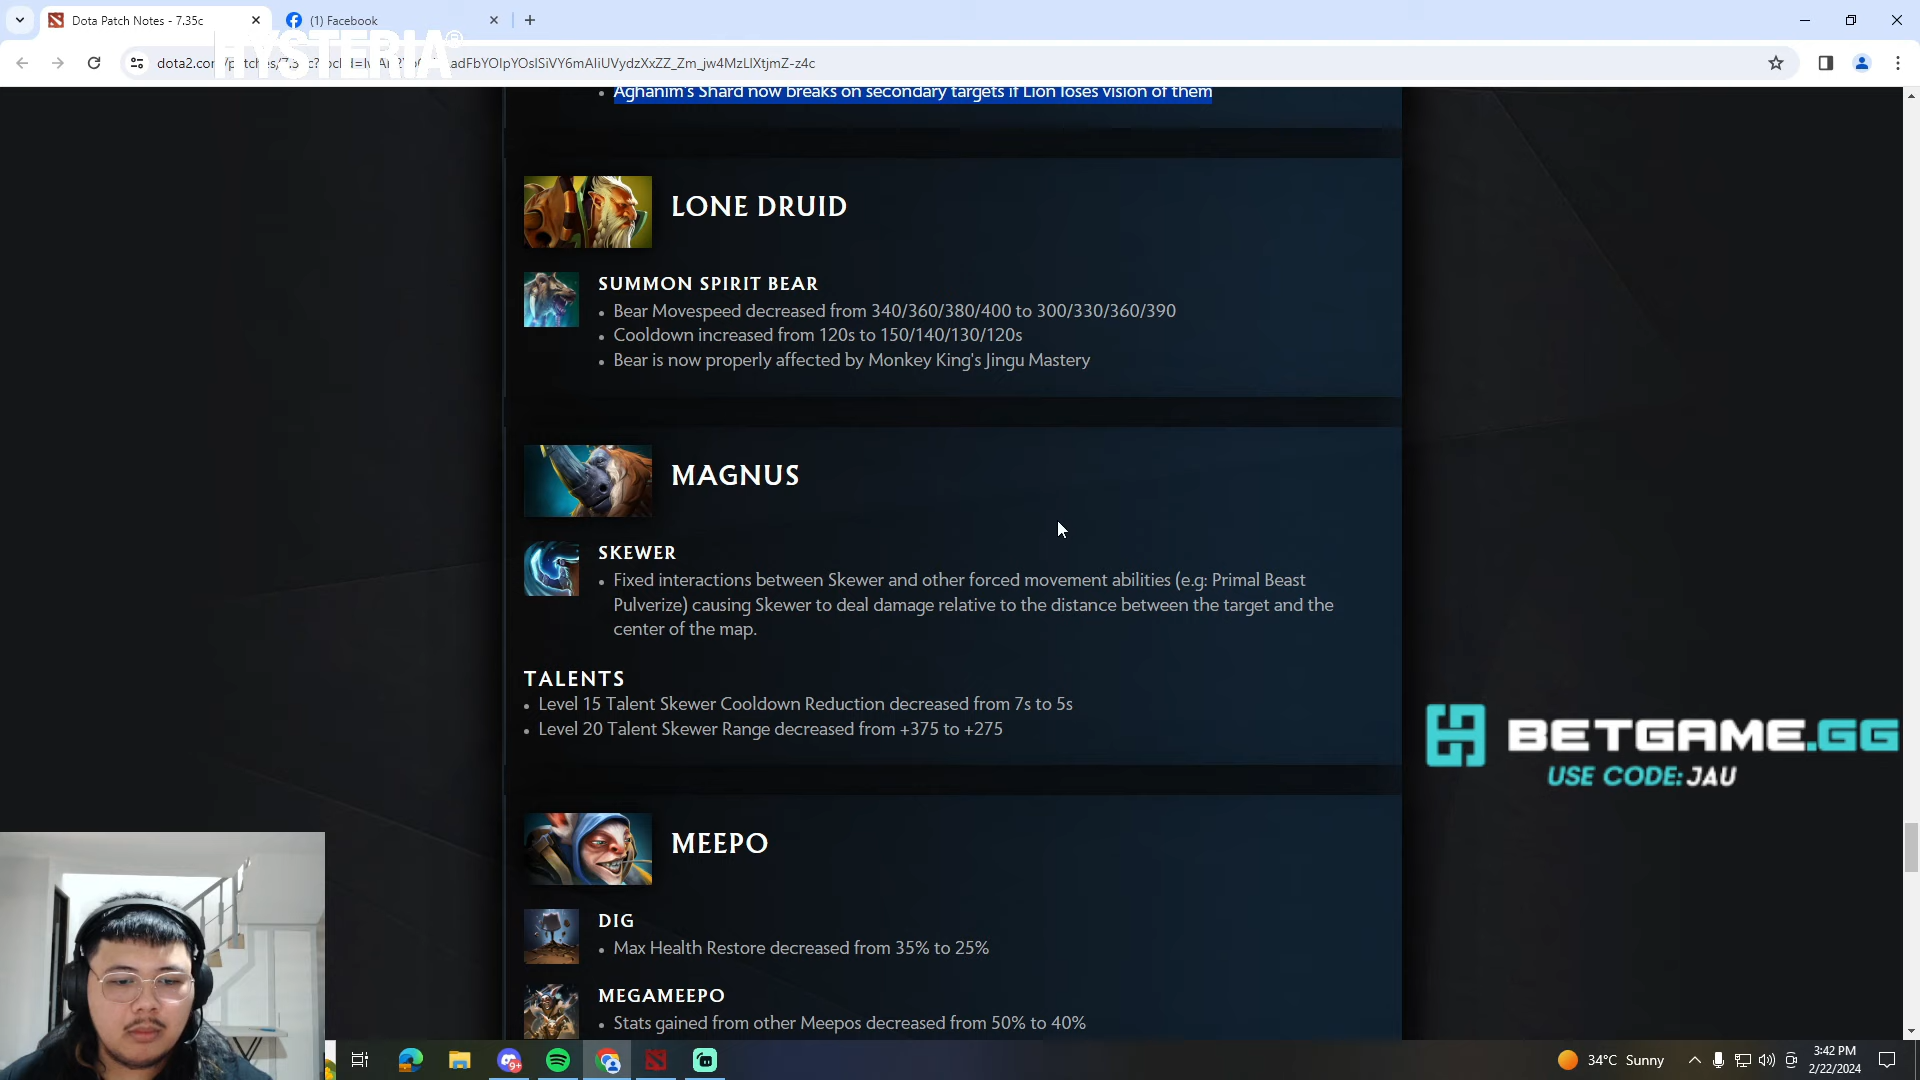 Dota Patch Notes - 7.35c
(1) Facebook
HYSTERIA®
Aghanim's Shard now breaks on secondary targets if Lion loses vision of them
LONE DRUID
SUMMON SPIRIT BEAR
• Bear Movespeed decreased from 340/360/380/400 to 300/330/360/390
• Cooldown increased from 120s to 150/140/130/120s
• Bear is now properly affected by Monkey King's Jingu Mastery
MAGNUS
SKEWER
• Fixed interactions between Skewer and other forced movement abilities (e.g: Primal Beast
Pulverize) causing Skewer to deal damage relative to the distance between the target and the
center of the map.
TALENTS
• Level 15 Talent Skewer Cooldown Reduction decreased from 7s to 5s
• Level 20 Talent Skewer Range decreased from +375 to +275
BETGAME.GG
USE CODE: JAU
MEEPO
DIG
• Max Health Restore decreased from 35% to 25%
MEGAMEEPO
• Stats gained from other Meepos decreased from 50% to 40%
9+
34°C Sunny
3:42 PM
2/22/2024